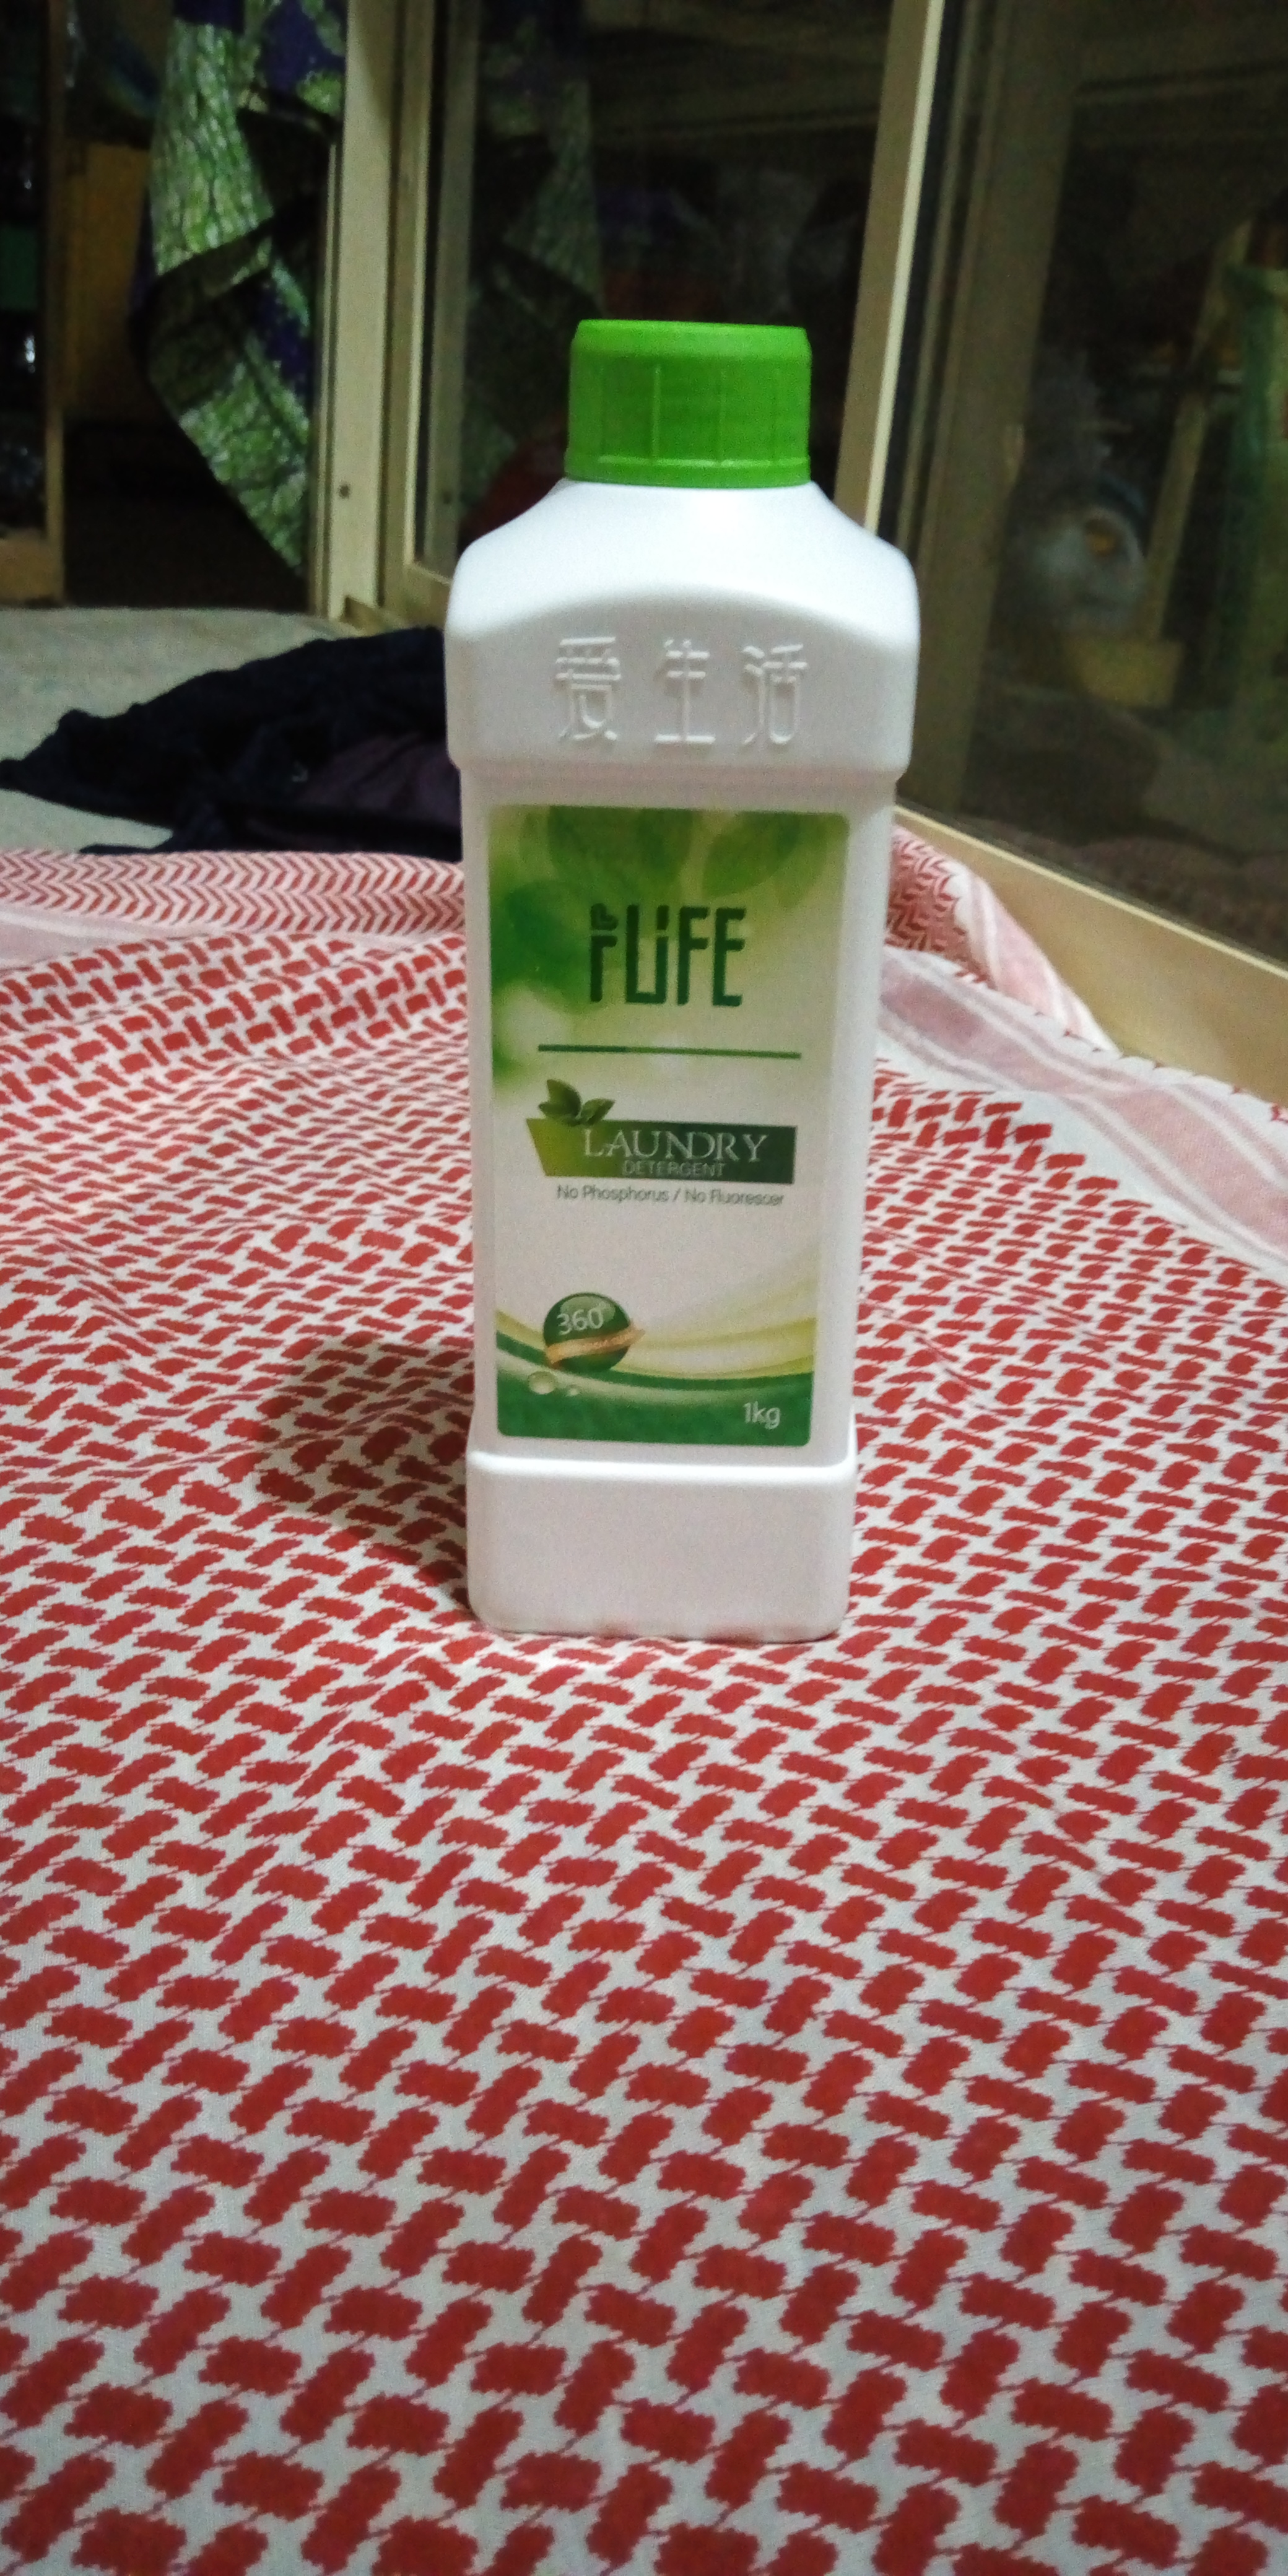 爱生活
iLiFE
LAUNDRY
DETERGENT
No Phosphorus / No Fluorescer
360°
1kg